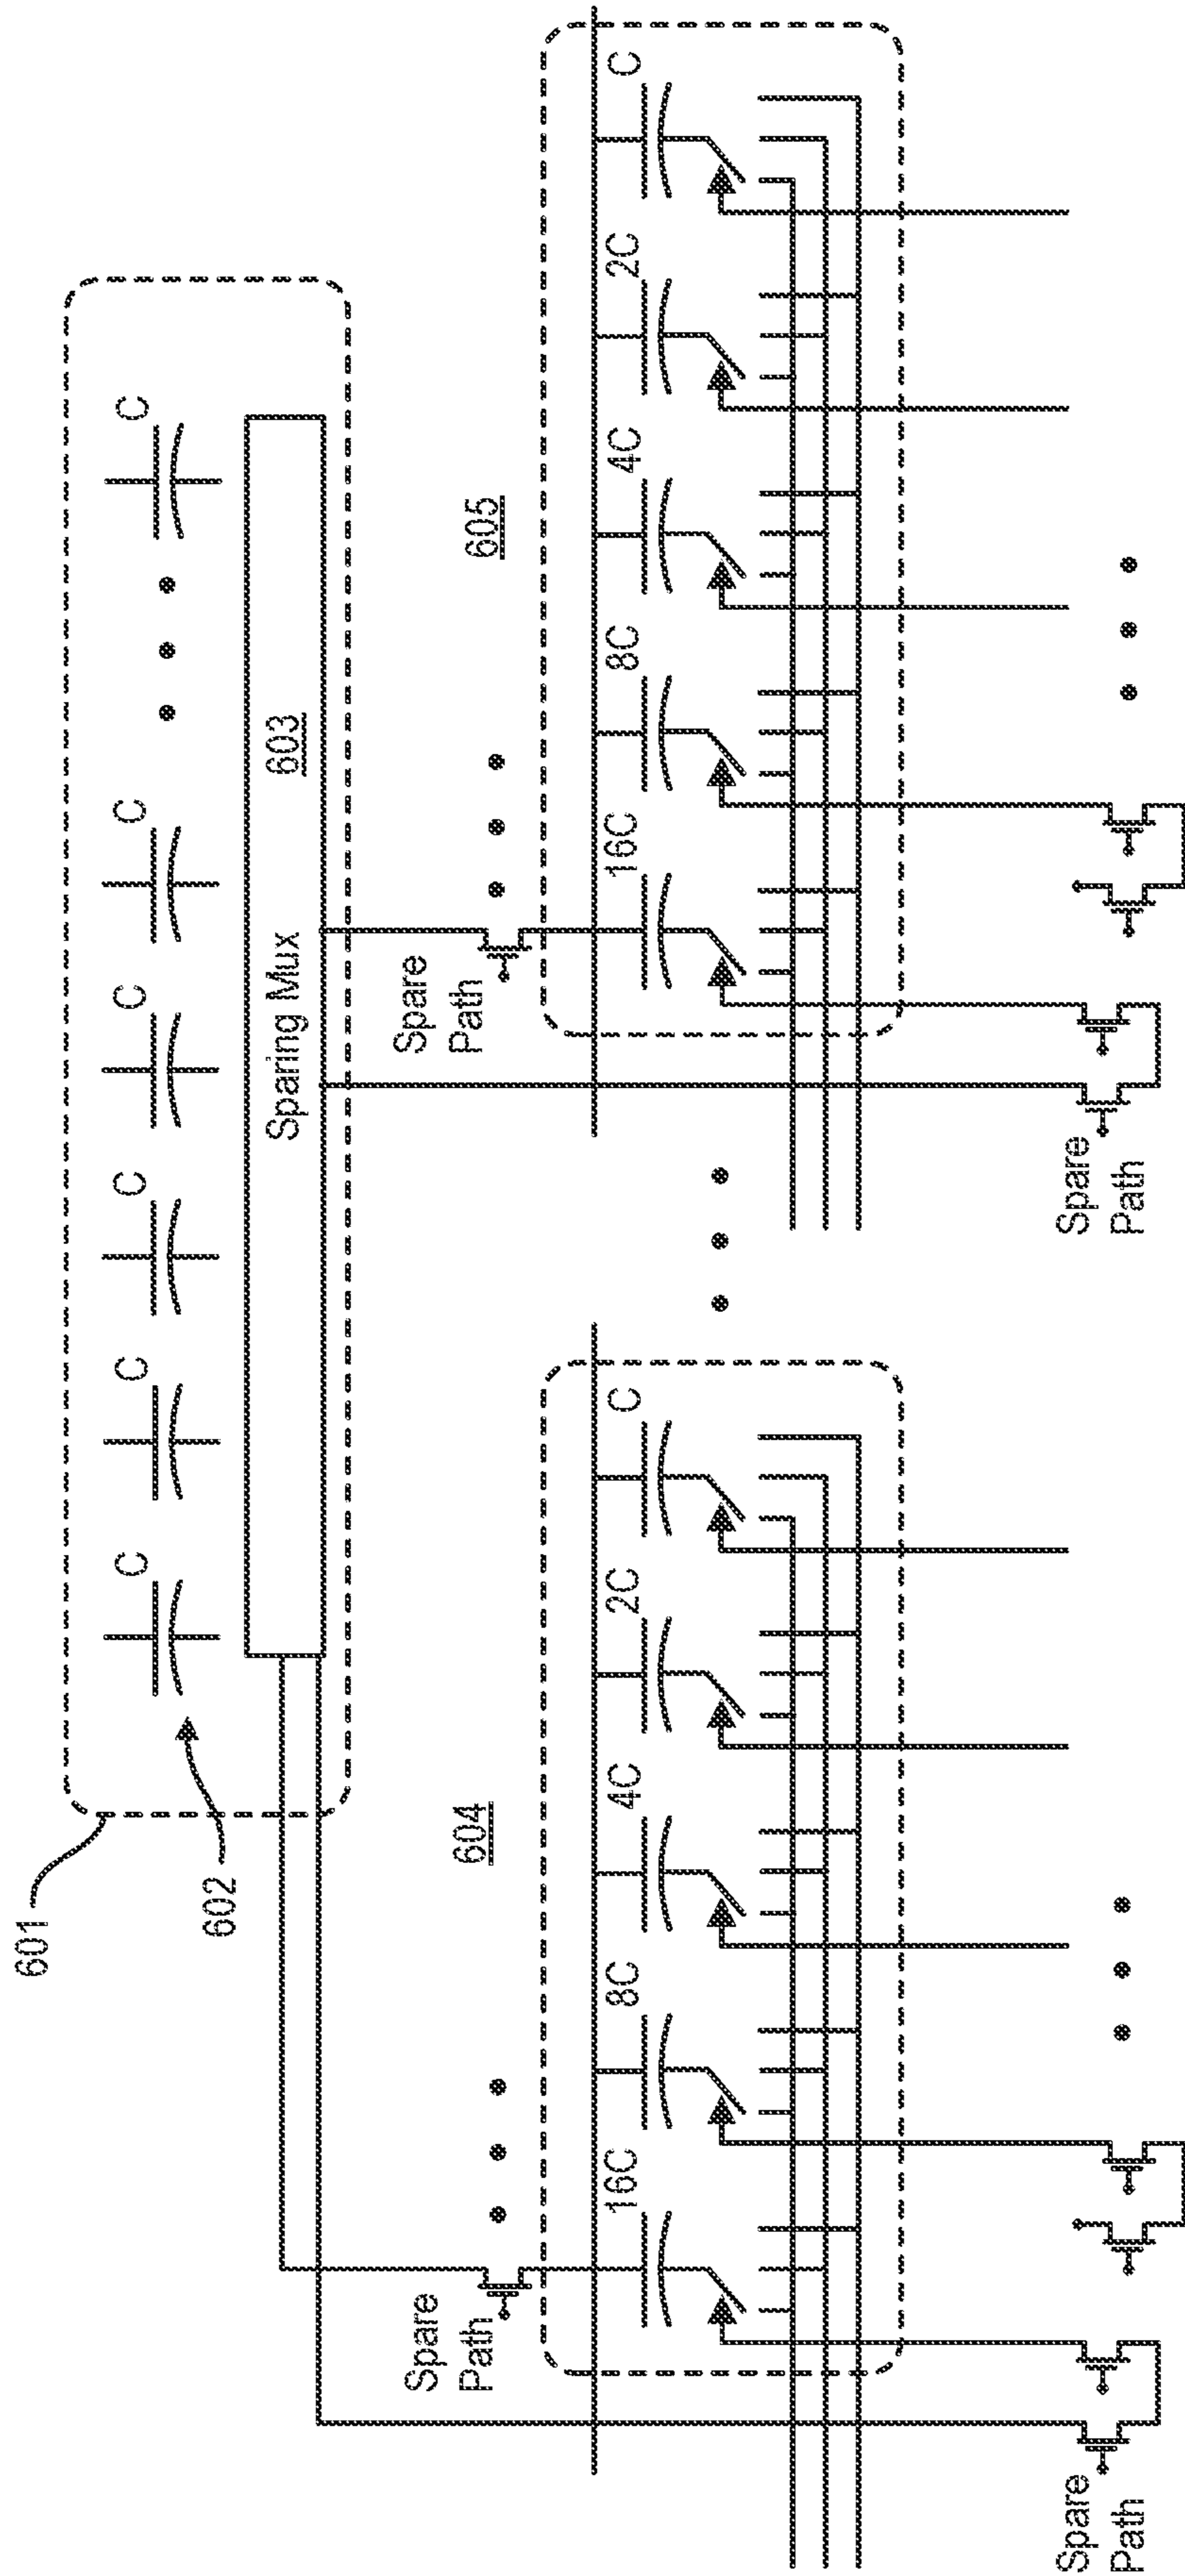 601
602
C
C
C
C
C
C
Sparing Mux
603
604
605
Spare
Path
Spare
Path
16C
8C
4C
2C
C
16C
8C
4C
2C
C
Spare
Path
Spare
Path